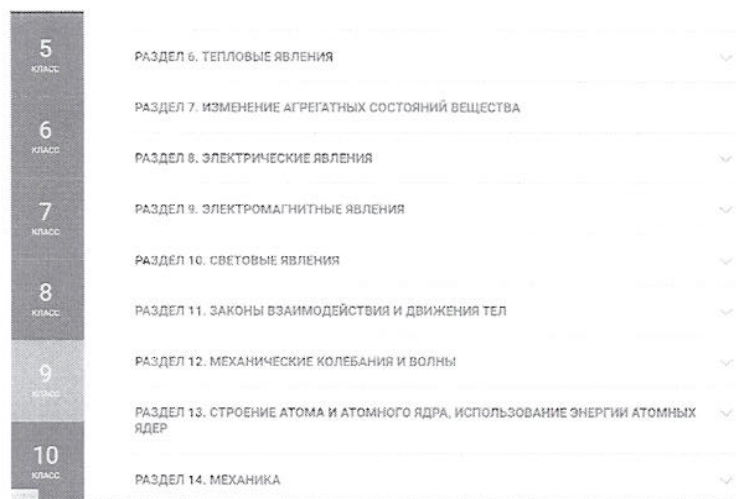 5
КЛАСС
6
КЛАСС
7
КЛАСС
8
КЛАСС
9
КЛАСС
10
КЛАСС
РАЗДЕЛ 6. ТЕПЛОВЫЕ ЯВЛЕНИЯ
РАЗДЕЛ 7. ИЗМЕНЕНИЕ АГРЕГАТНЫХ СОСТОЯНИЙ ВЕЩЕСТВА
РАЗДЕЛ 8. ЭЛЕКТРИЧЕСКИЕ ЯВЛЕНИЯ
РАЗДЕЛ 9. ЭЛЕКТРОМАГНИТНЫЕ ЯВЛЕНИЯ
РАЗДЕЛ 10. СВЕТОВЫЕ ЯВЛЕНИЯ
РАЗДЕЛ 11. ЗАКОНЫ ВЗАИМОДЕЙСТВИЯ И ДВИЖЕНИЯ ТЕЛ
РАЗДЕЛ 12. МЕХАНИЧЕСКИЕ КОЛЕБАНИЯ И ВОЛНЫ
РАЗДЕЛ 13. СТРОЕНИЕ АТОМА И АТОМНОГО ЯДРА, ИСПОЛЬЗОВАНИЕ ЭНЕРГИИ АТОМНЫХ
ЯДЕР
РАЗДЕЛ 14. МЕХАНИКА